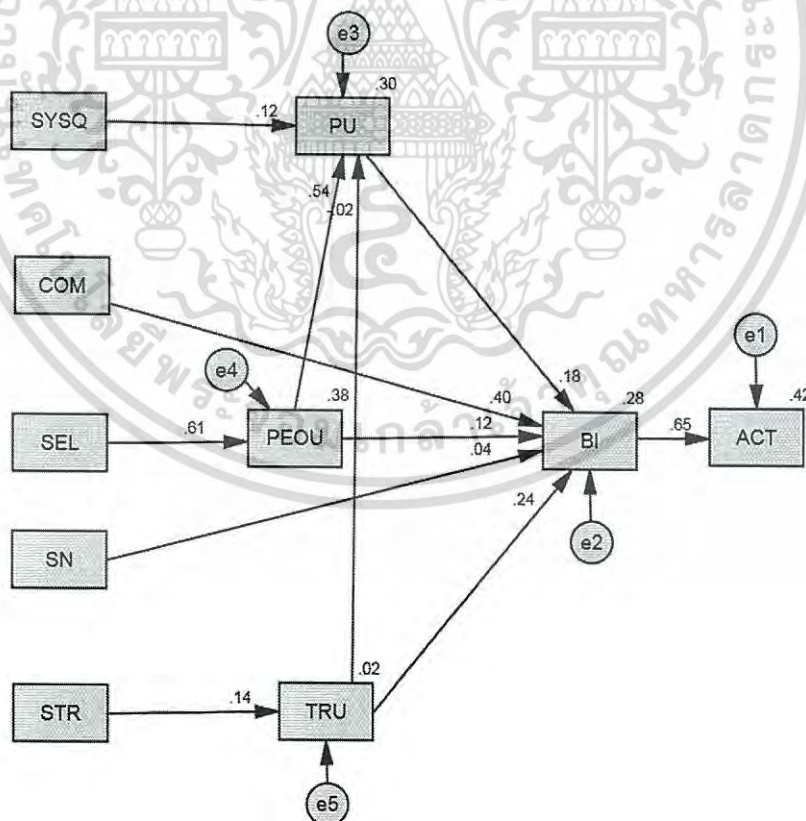 e3
.30
SYSQ
.12
PU
.54
-.02
COM
e1
e4
.18
.38
.40
.28
.42
SEL
.61
PEOU
.12
BI
.65
ACT
.04
SN
.24
e2
.02
STR
.14
TRU
e5